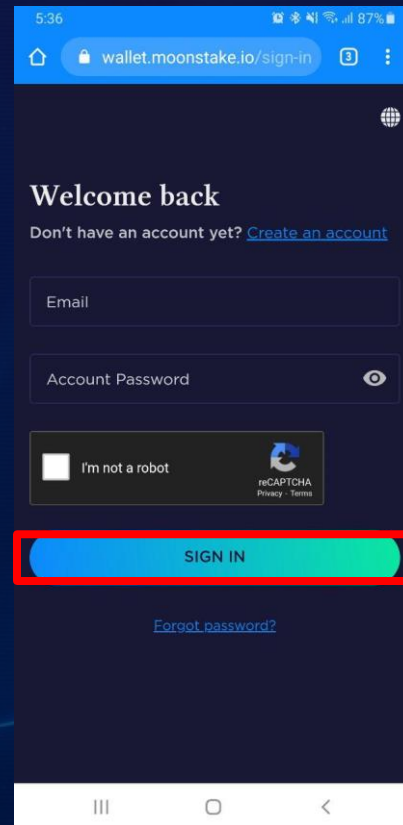 5:36
87%
wallet.moonstake.io/sign-in
3
Welcome back
Don't have an account yet? Create an account
Email
Account Password
I'm not a robot
reCAPTCHA
Privacy - Terms
SIGN IN
Forgot password?